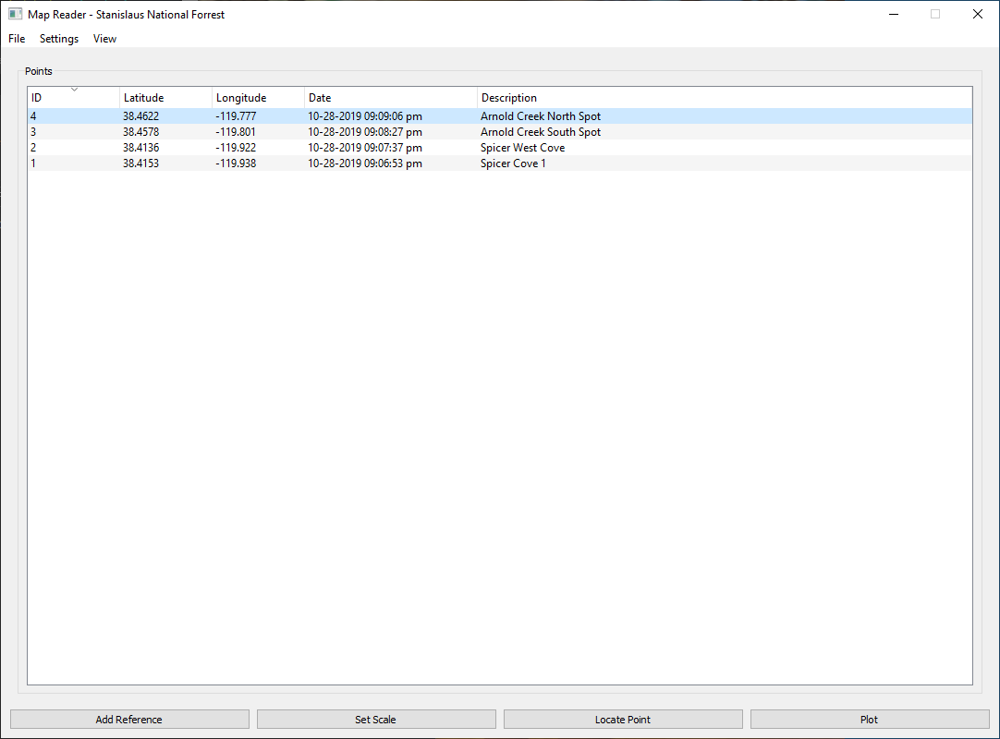 Map Reader - Stanislaus National Forrest
File Settings View
Points
ID Latitude Longitude Date Description
4 38.4622 -119.777 10-28-2019 09:09:06 pm Arnold Creek North Spot
3 38.4578 -119.801 10-28-2019 09:08:27 pm Arnold Creek South Spot
2 38.4136 -119.922 10-28-2019 09:07:37 pm Spicer West Cove
1 38.4153 -119.938 10-28-2019 09:06:53 pm Spicer Cove 1
Add Reference Set Scale Locate Point Plot